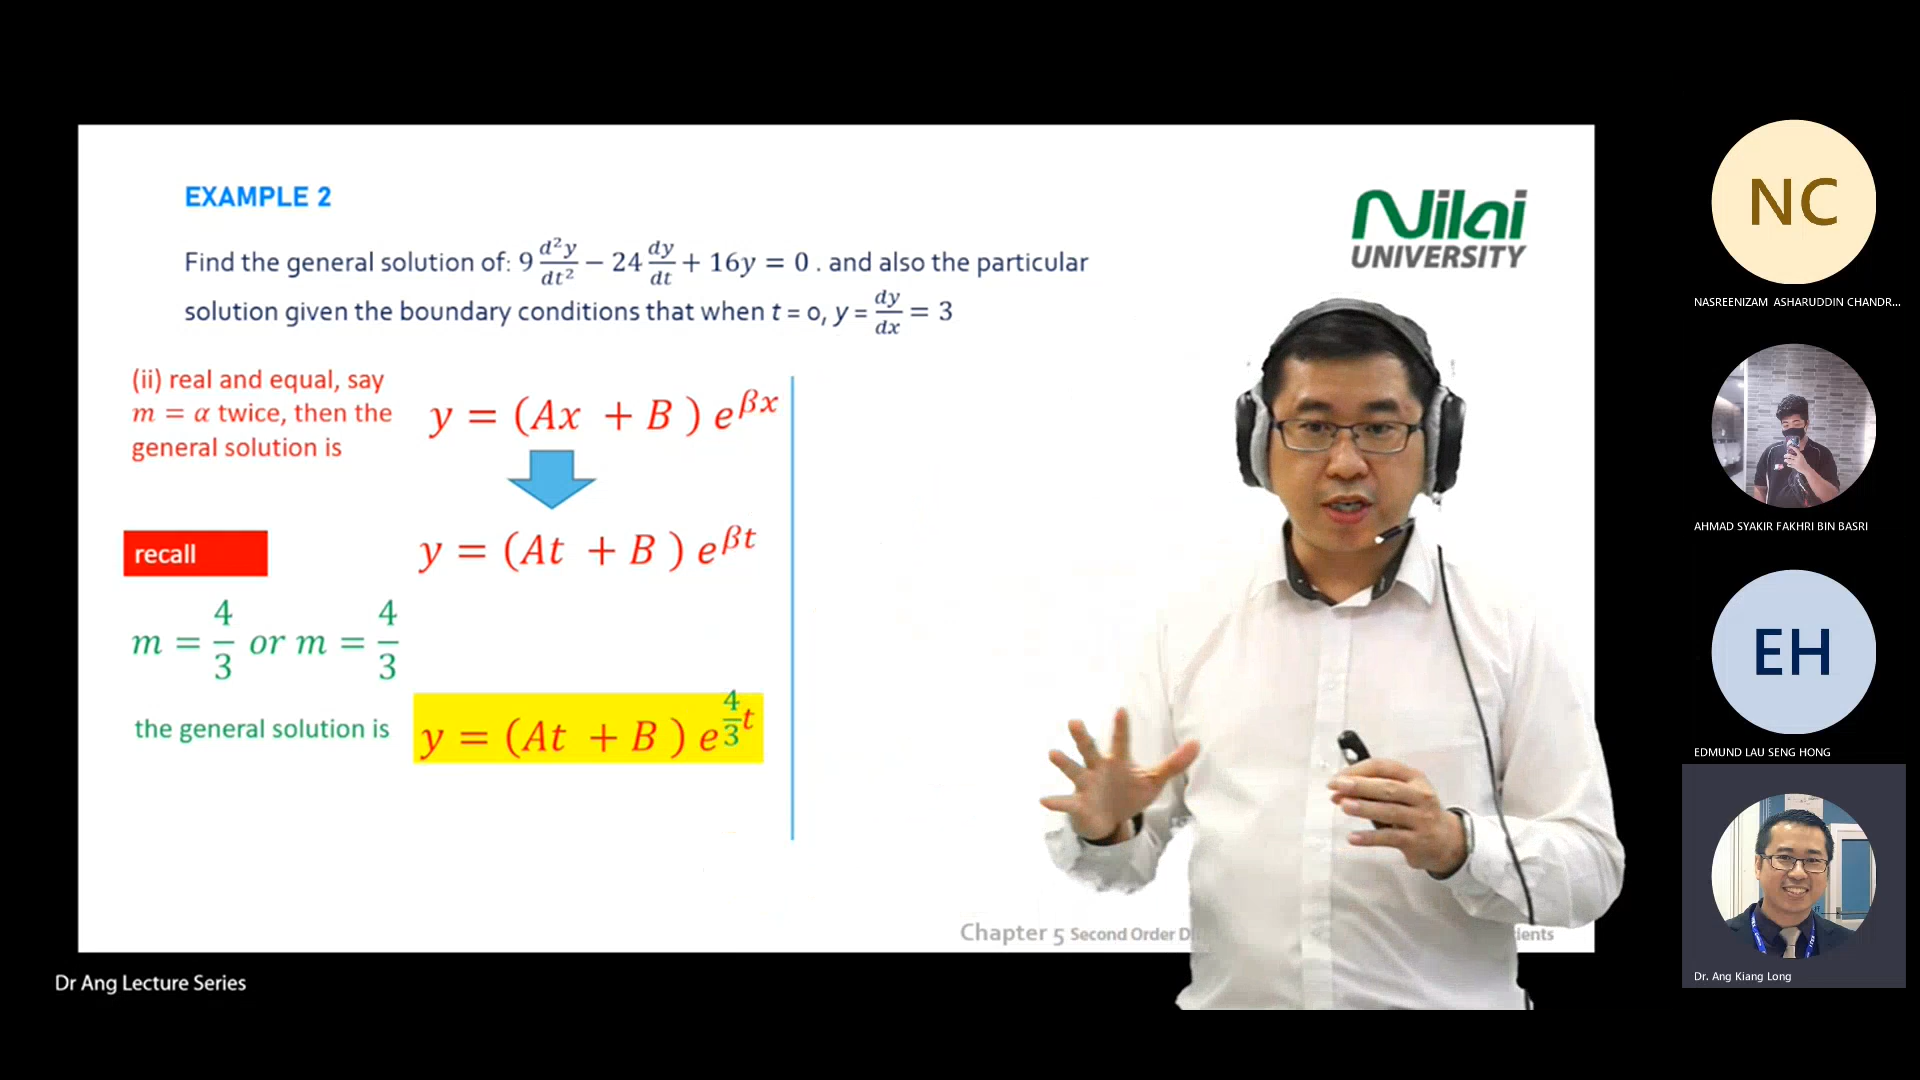 EXAMPLE 2
Nilai
UNIVERSITY
Find the general solution of: 9 d²y/dt² − 24 dy/dt + 16y = 0 . and also the particular
solution given the boundary conditions that when t = 0, y = dy/dx = 3
(ii) real and equal, say
m = α twice, then the
general solution is
y = (Ax + B ) e^βx
y = (At + B ) e^βt
recall
m = 4/3 or m = 4/3
the general solution is
y = (At + B ) e^4/3 t
Chapter 5 Second Order D
ients
Dr Ang Lecture Series
NC
NASREENIZAM ASHARUDDIN CHANDR...
AHMAD SYAKIR FAKHRI BIN BASRI
EH
EDMUND LAU SENG HONG
Dr. Ang Kiang Long